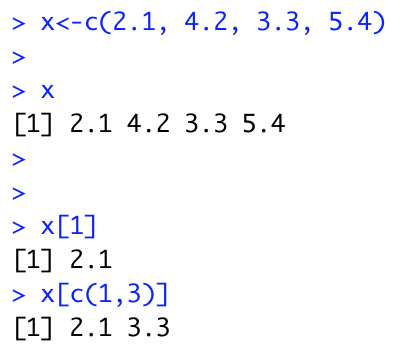 > x<-c(2.1, 4.2, 3.3, 5.4)
>
> x
[1] 2.1 4.2 3.3 5.4
>
>
> x[1]
[1] 2.1
> x[c(1,3)]
[1] 2.1 3.3